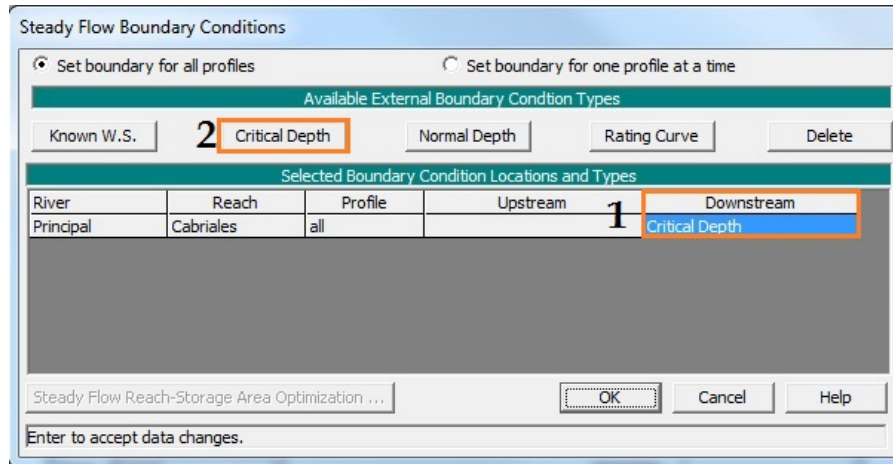 Steady Flow Boundary Conditions
Set boundary for all profiles Set boundary for one profile at a time
Available External Boundary Condtion Types
Known W.S. 2 Critical Depth Normal Depth Rating Curve Delete
Selected Boundary Condition Locations and Types
River Reach Profile Upstream 1 Downstream
Principal Cabriales all Critical Depth
Steady Flow Reach-Storage Area Optimization ... OK Cancel Help
Enter to accept data changes.